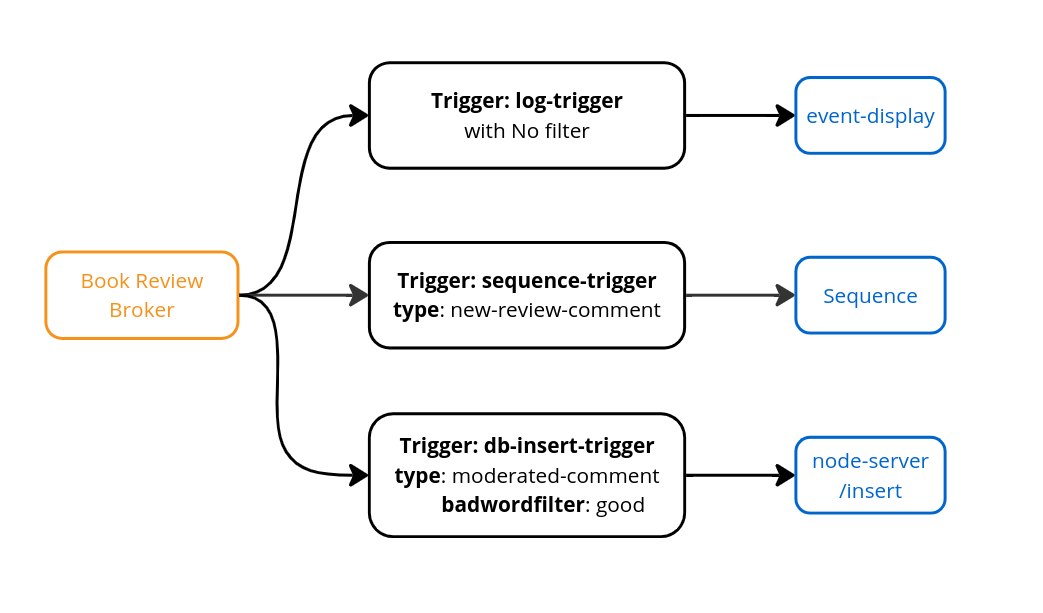 Trigger: log-trigger
with No filter
event-display
Book Review
Broker
Trigger: sequence-trigger
type: new-review-comment
Sequence
Trigger: db-insert-trigger
type: moderated-comment
badwordfilter: good
node-server
/insert